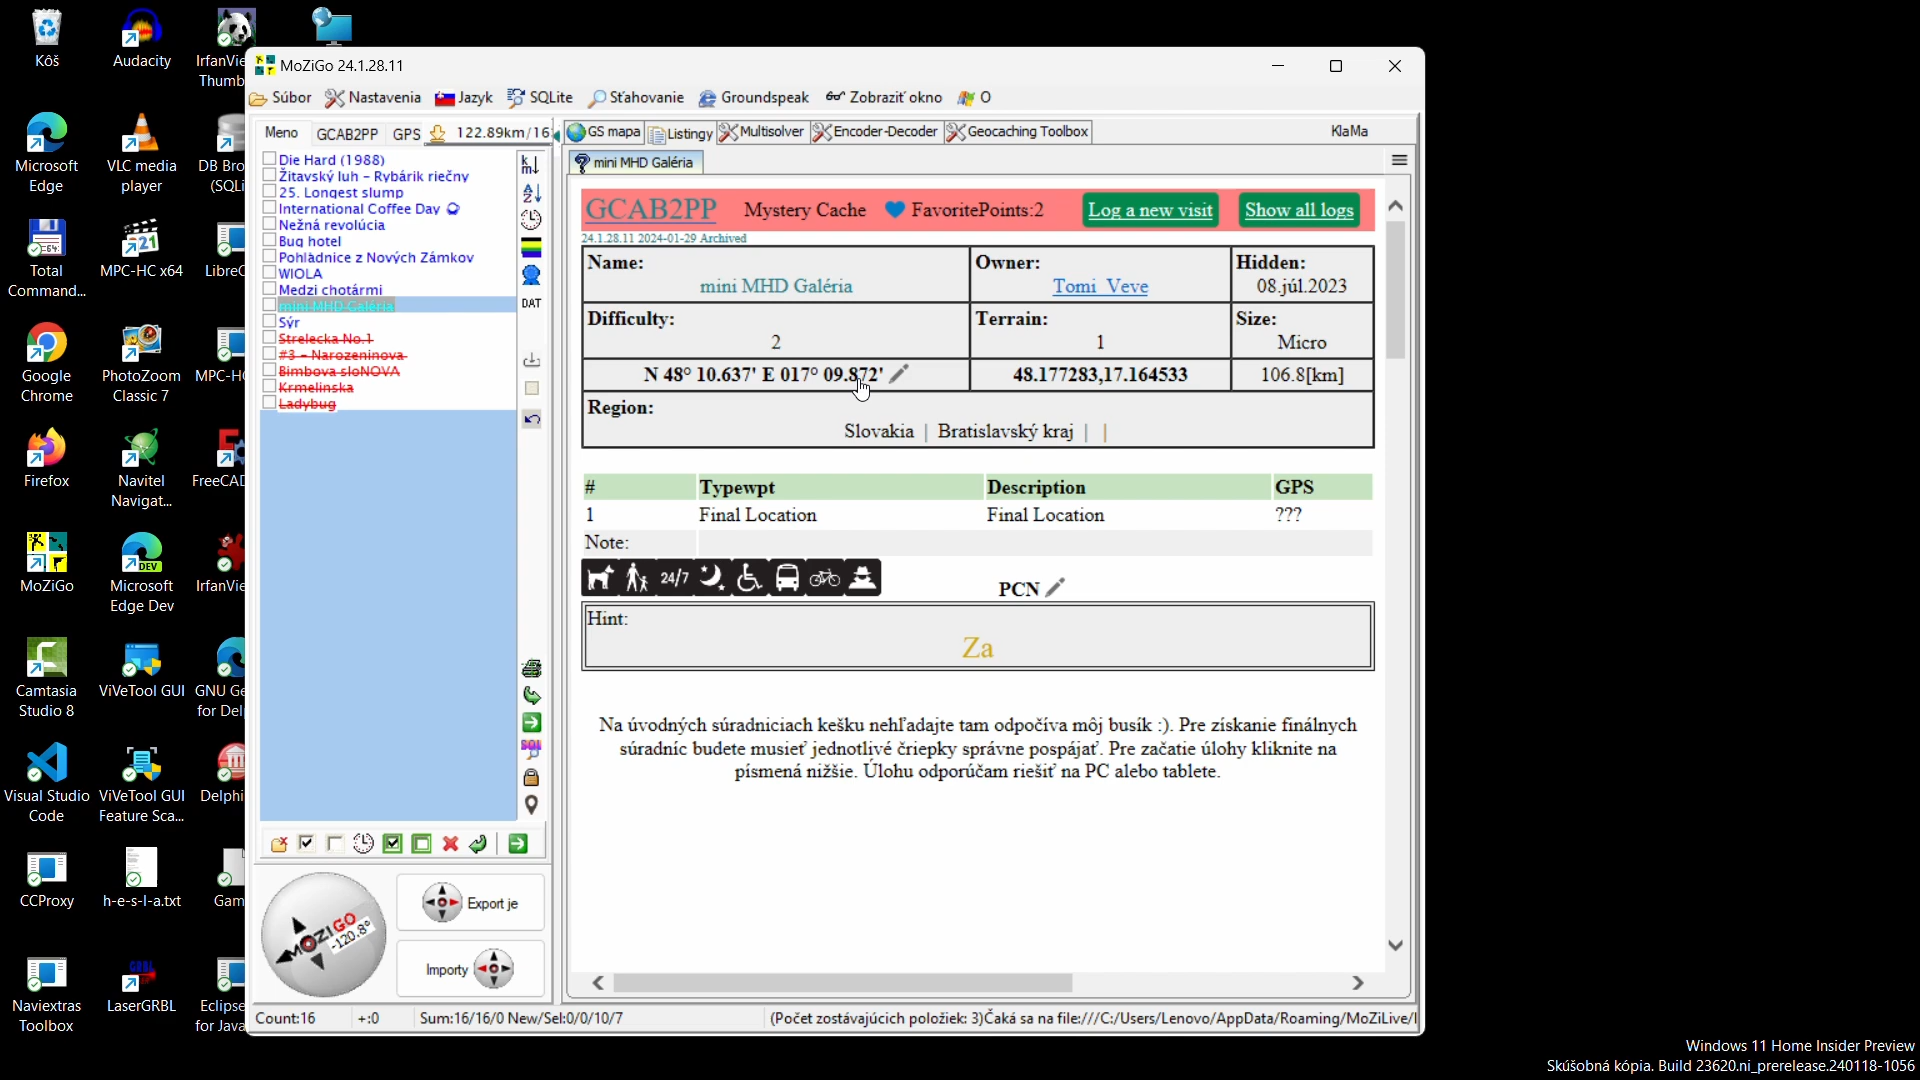 Kôš
Audacity
IrfanVie
Thumb
Microsoft
Edge
VLC media
player
DB Bro
(SQLi
Total
Command...
MPC-HC x64
LibreC
Google
Chrome
PhotoZoom
Classic 7
MPC-HC
Firefox
Navitel
Navigat...
FreeCAD
MoZiGo
Microsoft
Edge Dev
IrfanVie
Camtasia
Studio 8
ViVeTool GUI
GNU Ge
for Del
Visual Studio
Code
ViVeTool GUI
Feature Sca...
Delphi
CCProxy
h-e-s-l-a.txt
Gam
Naviextras
Toolbox
LaserGRBL
Eclipse
for Java
MoZiGo 24.1.28.11
Súbor Nastavenia Jazyk SQLite Sťahovanie Groundspeak Zobraziť okno O
Meno GCAB2PP GPS 122.89km/16
GS mapa Listingy Multisolver Encoder-Decoder Geocaching Toolbox KlaMa
mini MHD Galéria
Die Hard (1988)
Žitavský luh - Rybárik riečny
25. Longest slump
International Coffee Day
Nežná revolúcia
Bug hotel
Pohľadnice z Nových Zámkov
WIOLA
Medzi chotármi
mini MHD Galéria
Sýr
Strelecka No.1
#3 - Narozeninova
Bimbova sloNOVA
Krmelinska
Ladybug
DAT
SQL
GCAB2PP Mystery Cache FavoritePoints:2 Log a new visit Show all logs
24.1.28.11 2024-01-29 Archived
Name: Owner: Hidden:
mini MHD Galéria Tomi_Veve 08.júl.2023
Difficulty: Terrain: Size:
2 1 Micro
N 48° 10.637' E 017° 09.872' 48.177283,17.164533 106.8[km]
Region:
Slovakia | Bratislavský kraj | |
# Typewpt Description GPS
1 Final Location Final Location ???
Note:
24/7
PCN
Hint:
Za
Na úvodných súradniciach kešku nehľadajte tam odpočíva môj busík :). Pre získanie finálnych
súradníc budete musieť jednotlivé čriepky správne pospájať. Pre začatie úlohy kliknite na
písmená nižšie. Úlohu odporúčam riešiť na PC alebo tablete.
MOZIGO
-120.8°
Export je
Importy
Count:16 +:0 Sum:16/16/0 New/Sel:0/0/10/7 (Počet zostávajúcich položiek: 3)Čaká sa na file:///C:/Users/Lenovo/AppData/Roaming/MoZiLive/I
Windows 11 Home Insider Preview
Skúšobná kópia. Build 23620.ni_prerelease.240118-1056